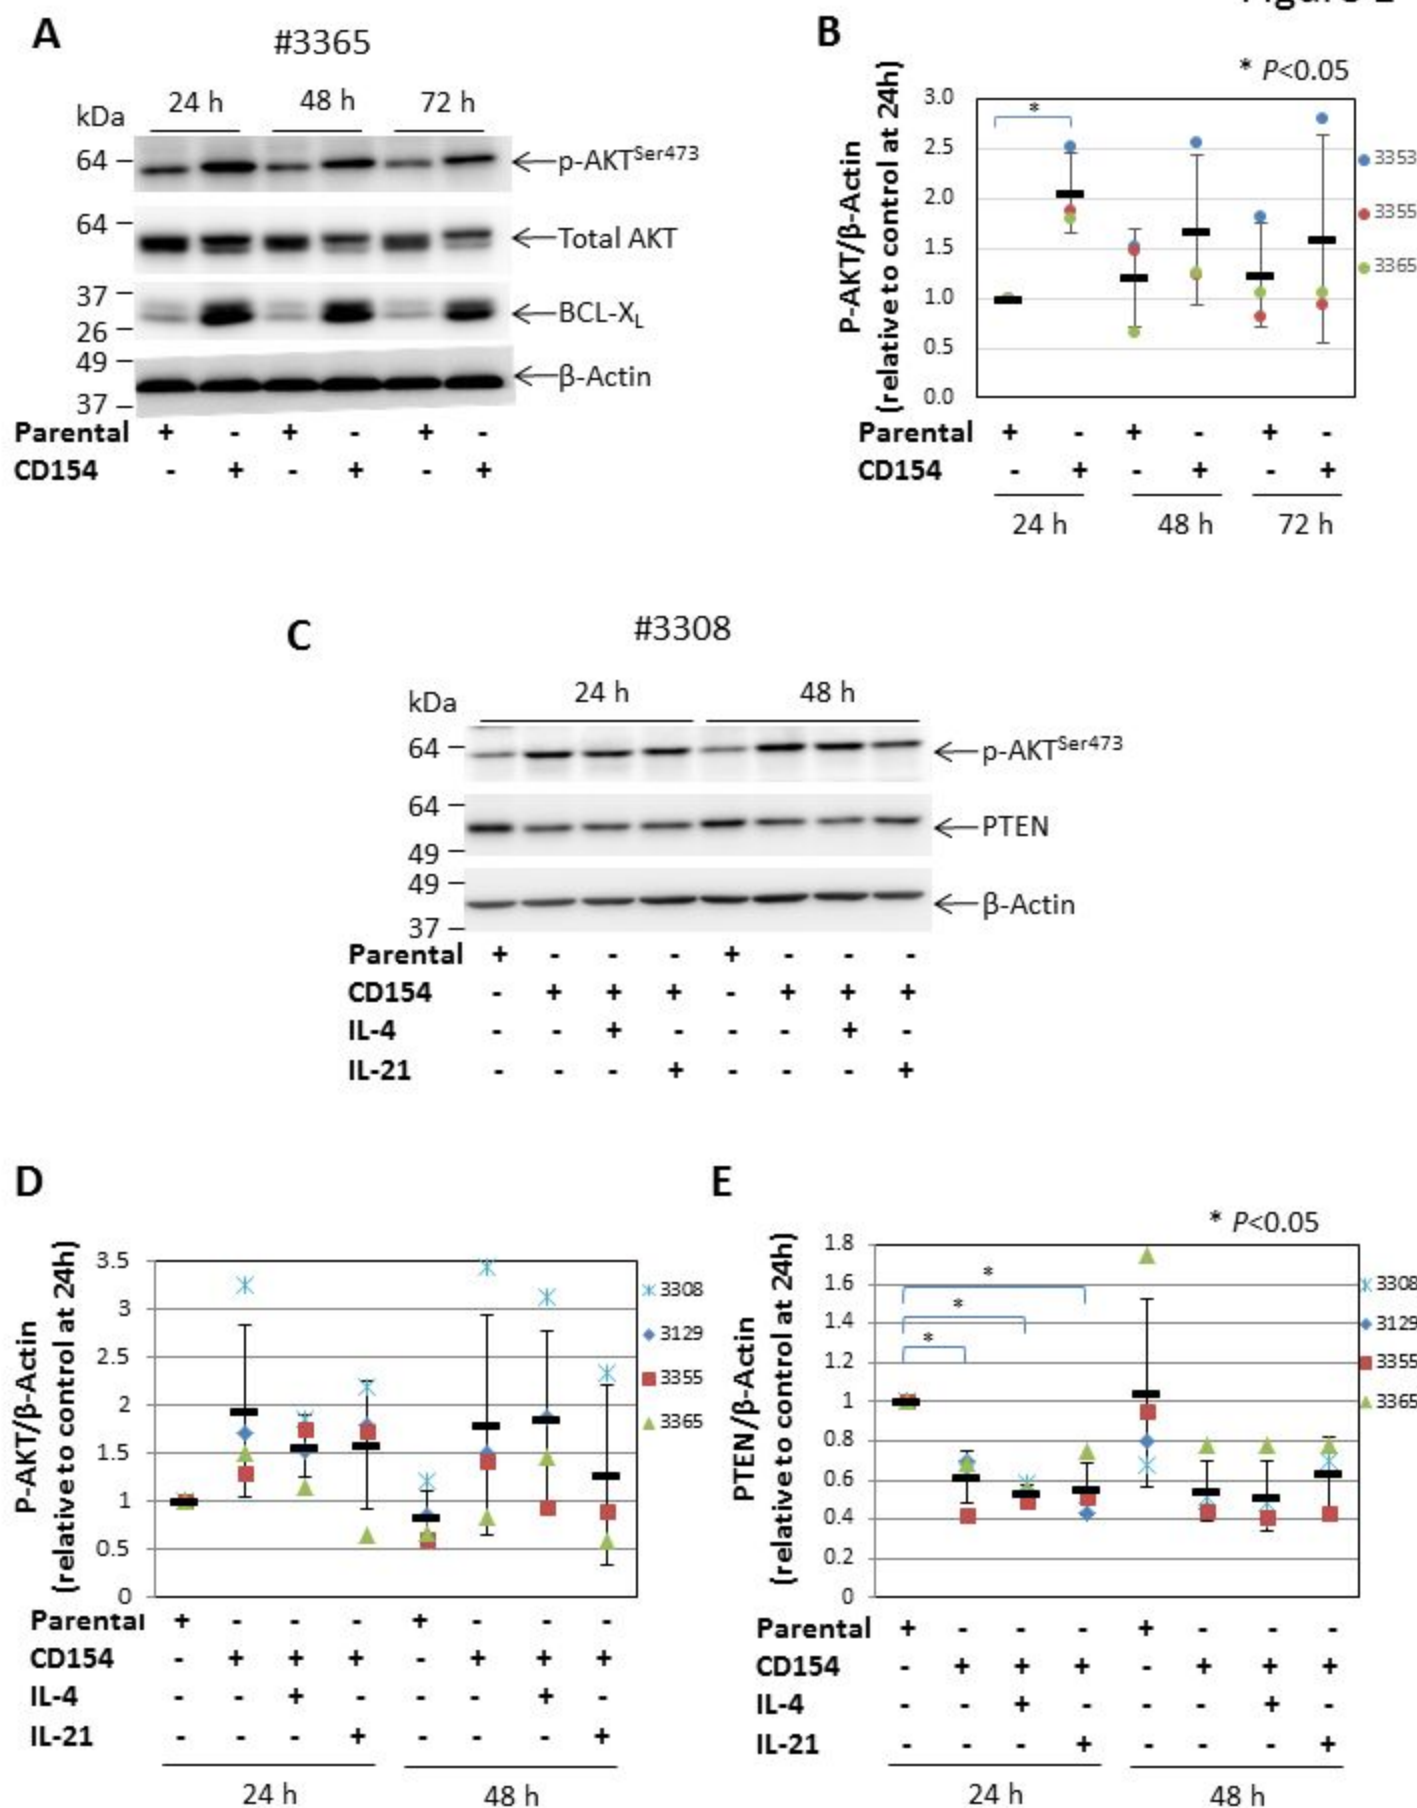 A
#3365
24 h 48 h 72 h
kDa
64 p-AKTSer473
64 Total AKT
37
26 BCL-XL
49
37 β-Actin
Parental + - + - + -
CD154 - + - + - +
B
* P<0.05
P-AKT/β-Actin
(relative to control at 24h)
3.0
2.5
2.0
1.5
1.0
0.5
0.0
*
3353
3355
3365
Parental + - + - + -
CD154 - + - + - +
24 h 48 h 72 h
C
#3308
24 h 48 h
kDa
64 p-AKTSer473
64
49 PTEN
49
37 β-Actin
Parental + - - - + - - -
CD154 - + + + - + + +
IL-4 - - + - - - + -
IL-21 - - - + - - - +
D
P-AKT/β-Actin
(relative to control at 24h)
3.5
3
2.5
2
1.5
1
0.5
0
3308
3129
3355
3365
Parental + - - - + - - -
CD154 - + + + - + + +
IL-4 - - + - - - + -
IL-21 - - - + - - - +
24 h 48 h
E
* P<0.05
PTEN/β-Actin
(relative to control at 24h)
1.8
1.6
1.4
1.2
1
0.8
0.6
0.4
0.2
0
*
*
*
3308
3129
3355
3365
Parental + - - - + - - -
CD154 - + + + - + + +
IL-4 - - + - - - + -
IL-21 - - - + - - - +
24 h 48 h